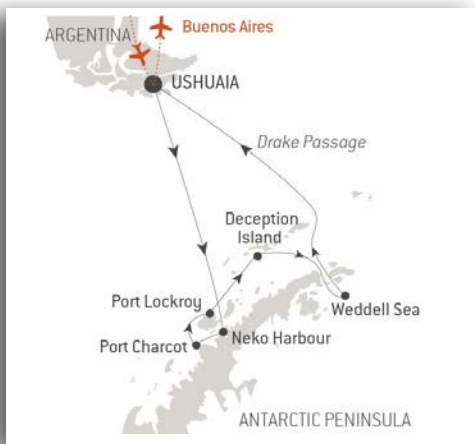 ARGENTINA
Buenos Aires
USHUAIA
Drake Passage
Deception
Island
Port Lockroy
Weddell Sea
Neko Harbour
Port Charcot
ANTARCTIC PENINSULA